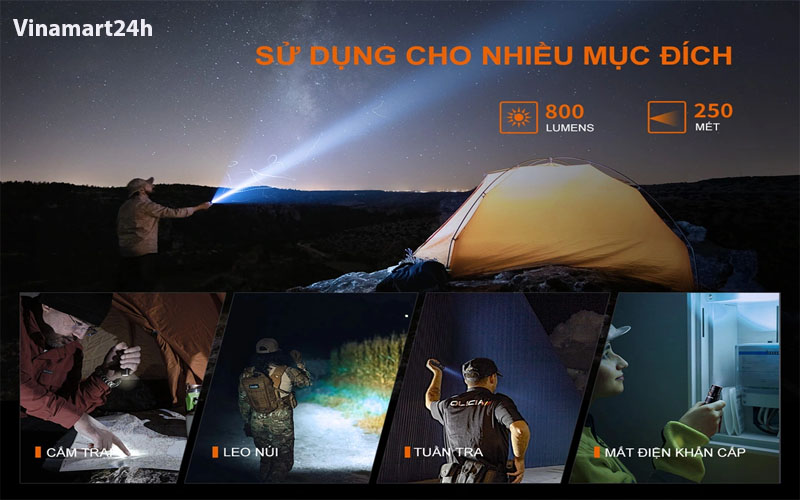 Vinamart24h
SỬ DỤNG CHO NHIỀU MỤC ĐÍCH
800
LUMENS
250
MÉT
CẮM TRẠI
LEO NÚI
TUẦN TRA
MẤT ĐIỆN KHẨN CẤP